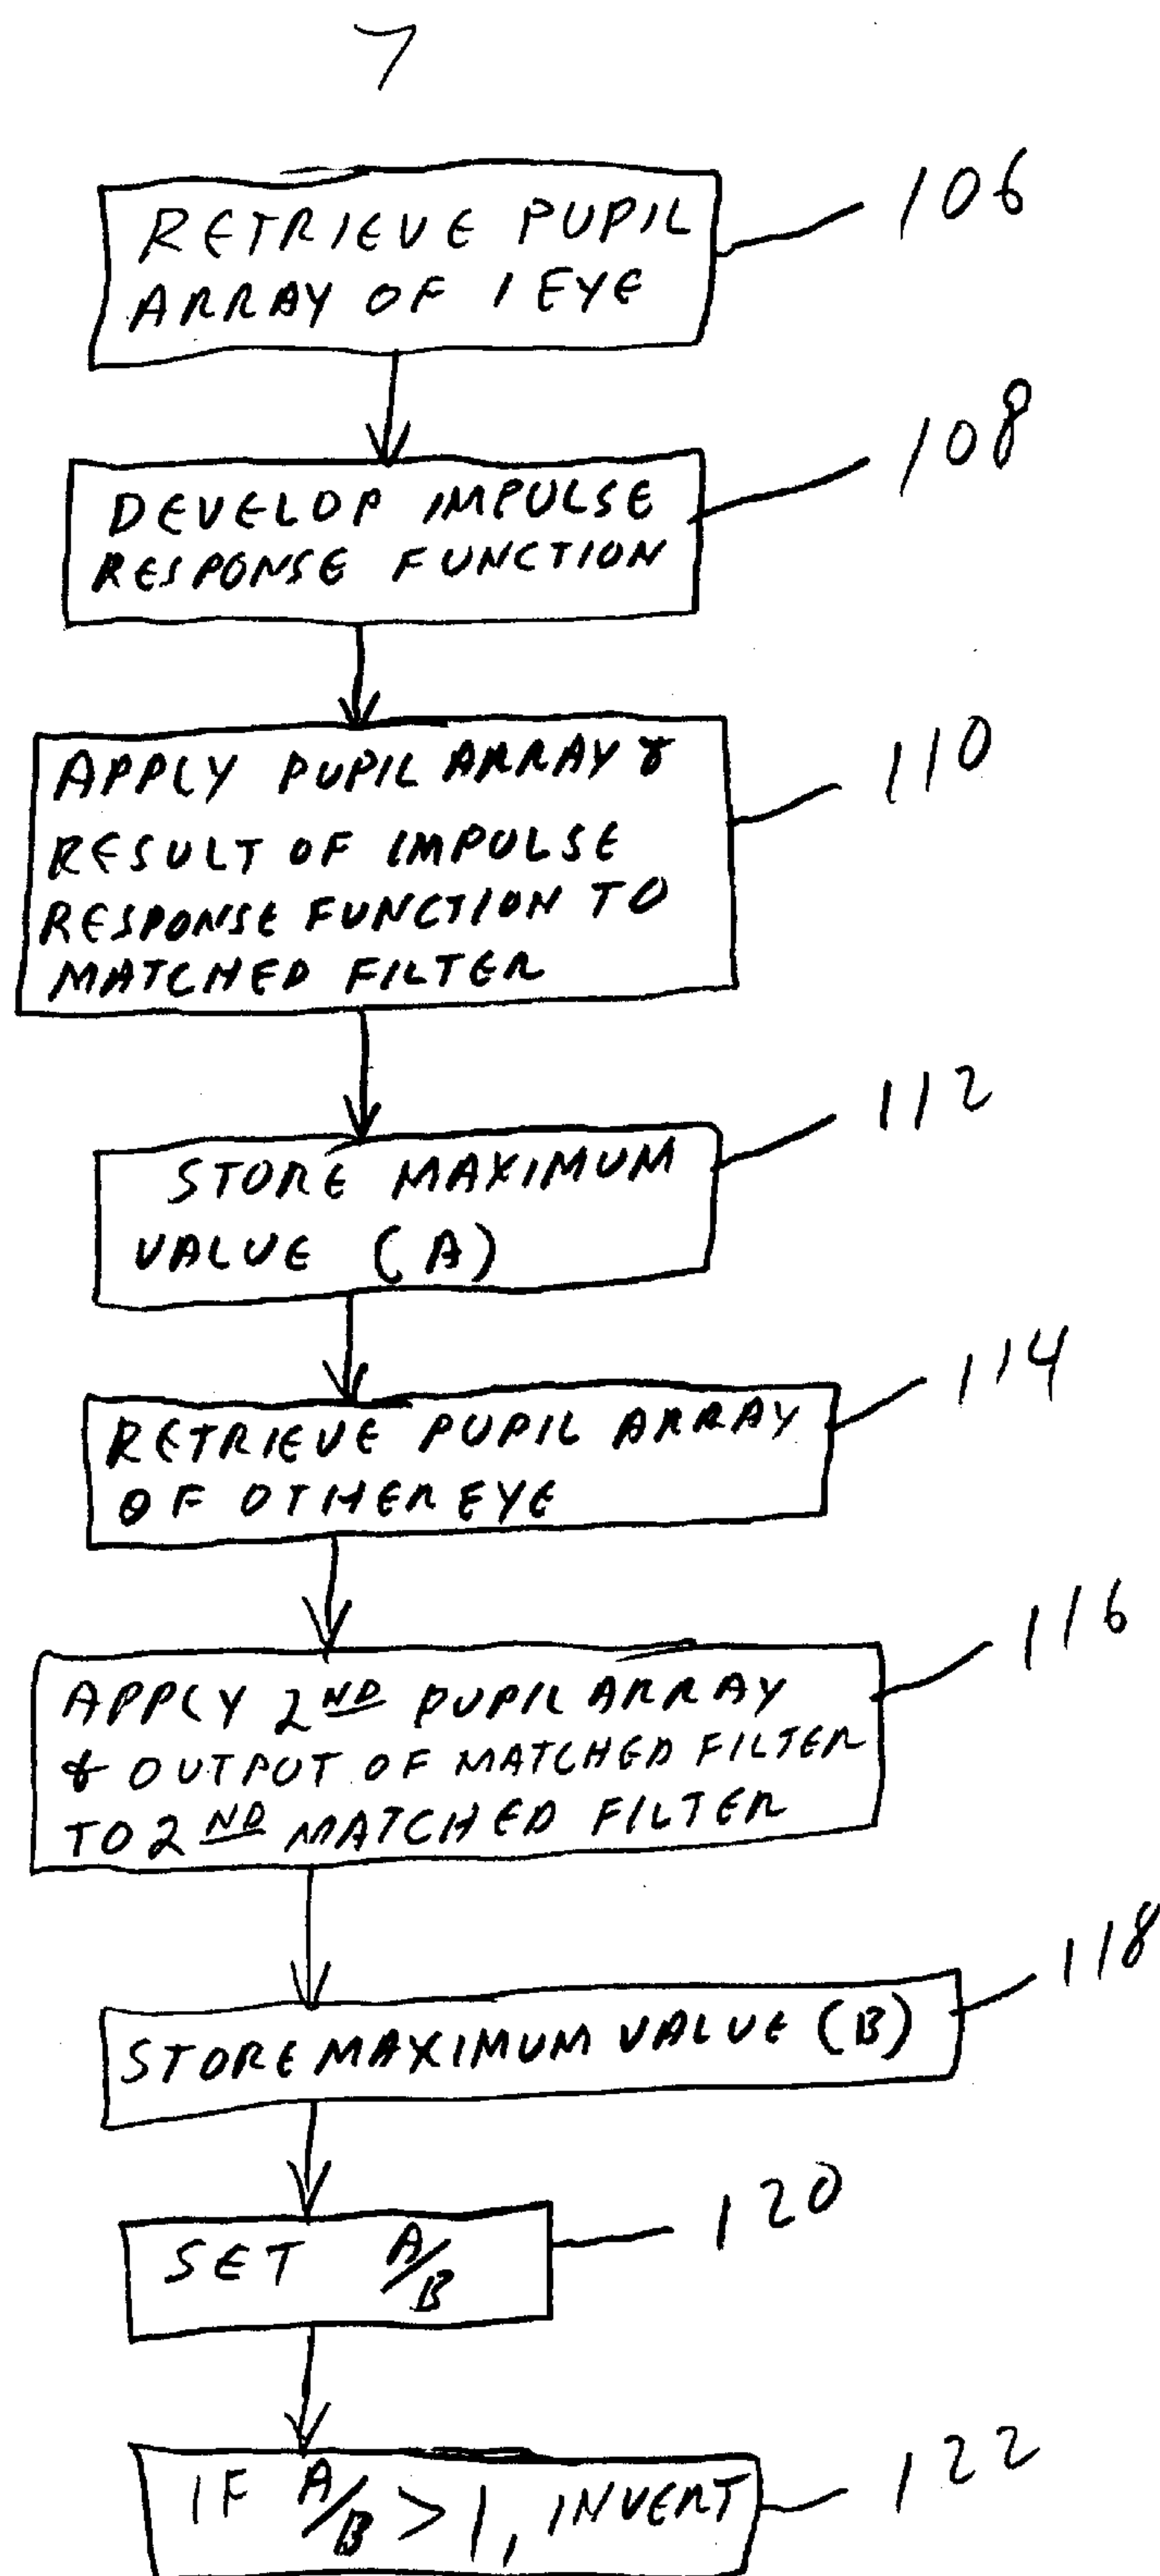 7
106
RETRIEVE PUPIL
ARRAY OF 1 EYE
108
DEVELOP IMPULSE
RESPONSE FUNCTION
110
APPLY PUPIL ARRAY &
RESULT OF IMPULSE
RESPONSE FUNCTION TO
MATCHED FILTER
112
STORE MAXIMUM
VALUE (A)
114
RETRIEVE PUPIL ARRAY
OF OTHER EYE
116
APPLY 2ND PUPIL ARRAY
& OUTPUT OF MATCHED FILTER
TO 2ND MATCHED FILTER
118
STORE MAXIMUM VALUE (B)
120
SET A/B
122
IF A/B > 1, INVERT